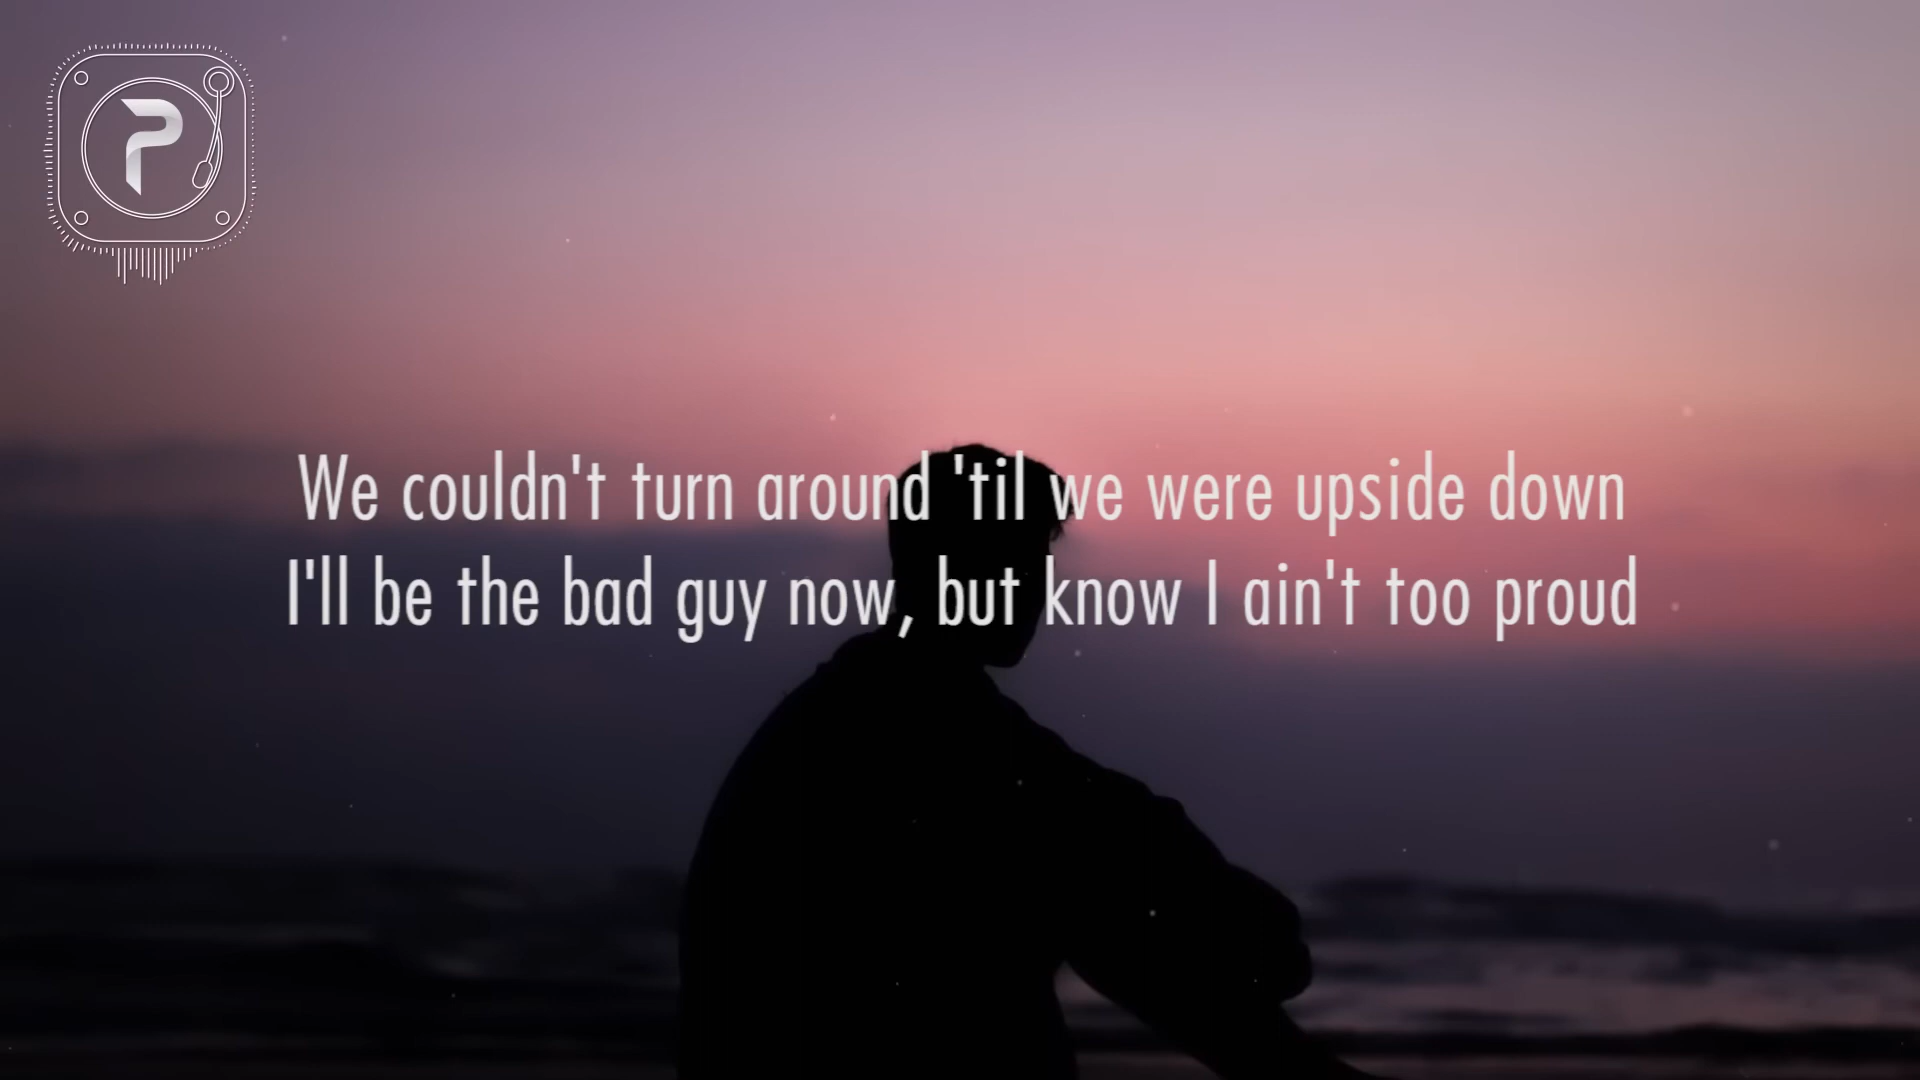 P
We couldn't turn around 'til we were upside down
I'll be the bad guy now, but know I ain't too proud